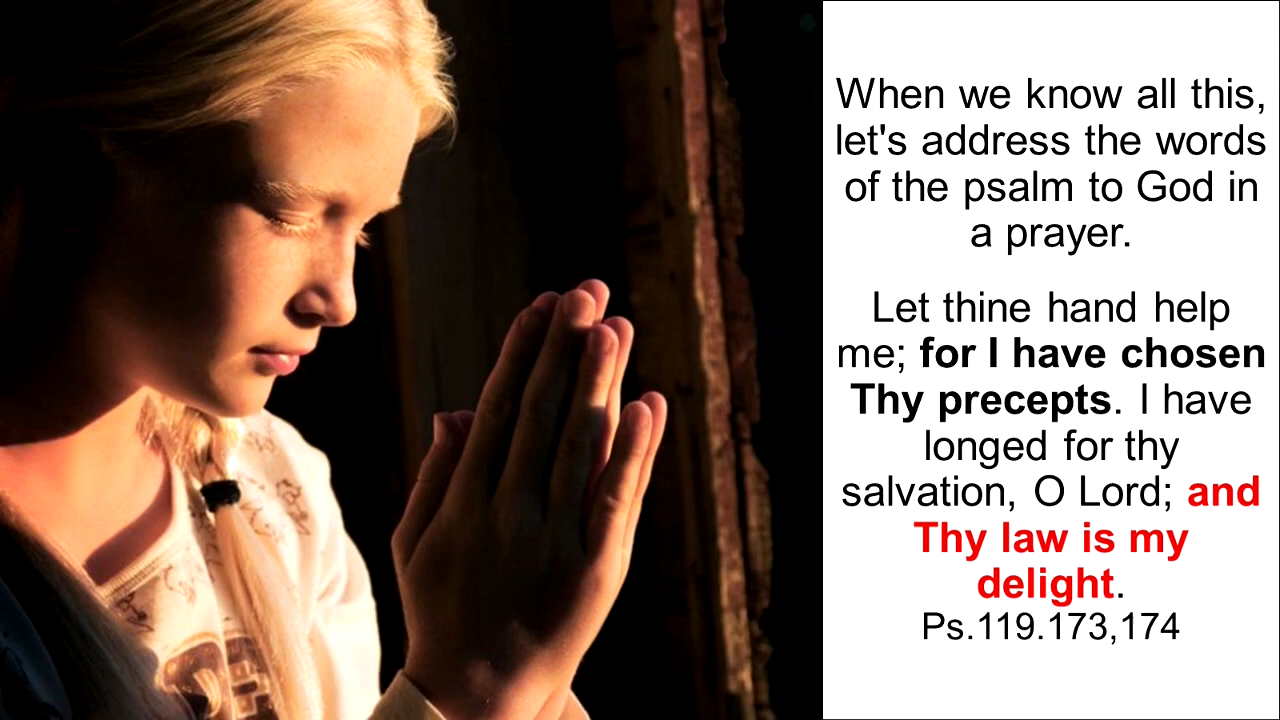 When we know all this,
let's address the words
of the psalm to God in
a prayer.
Let thine hand help
me; for I have chosen
Thy precepts. I have
longed for thy
salvation, O Lord; and
Thy law is my
delight.
Ps.119.173,174